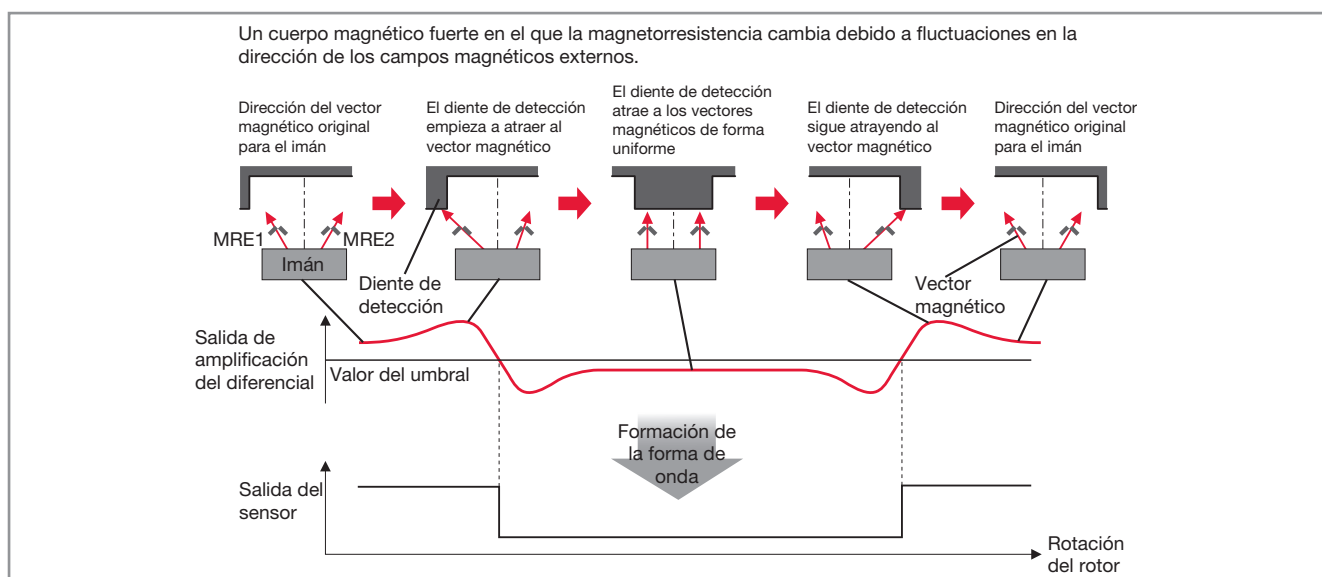 Un cuerpo magnético fuerte en el que la magnetorresistencia cambia debido a fluctuaciones en la
dirección de los campos magnéticos externos.
Dirección del vector
magnético original
para el imán
El diente de detección
empieza a atraer al
vector magnético
El diente de detección
atrae a los vectores
magnéticos de forma
uniforme
El diente de detección
sigue atrayendo al
vector magnético
Dirección del vector
magnético original
para el imán
MRE1
MRE2
Imán
Diente de
detección
Vector
magnético
Salida de
amplificación
del diferencial
Valor del umbral
Formación de
la forma de
onda
Salida del
sensor
Rotación
del rotor